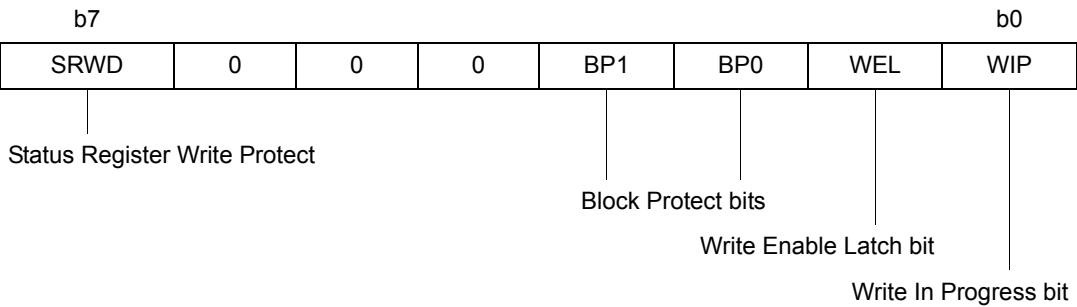 b7 b0
SRWD 0 0 0 BP1 BP0 WEL WIP
Status Register Write Protect
Block Protect bits
Write Enable Latch bit
Write In Progress bit